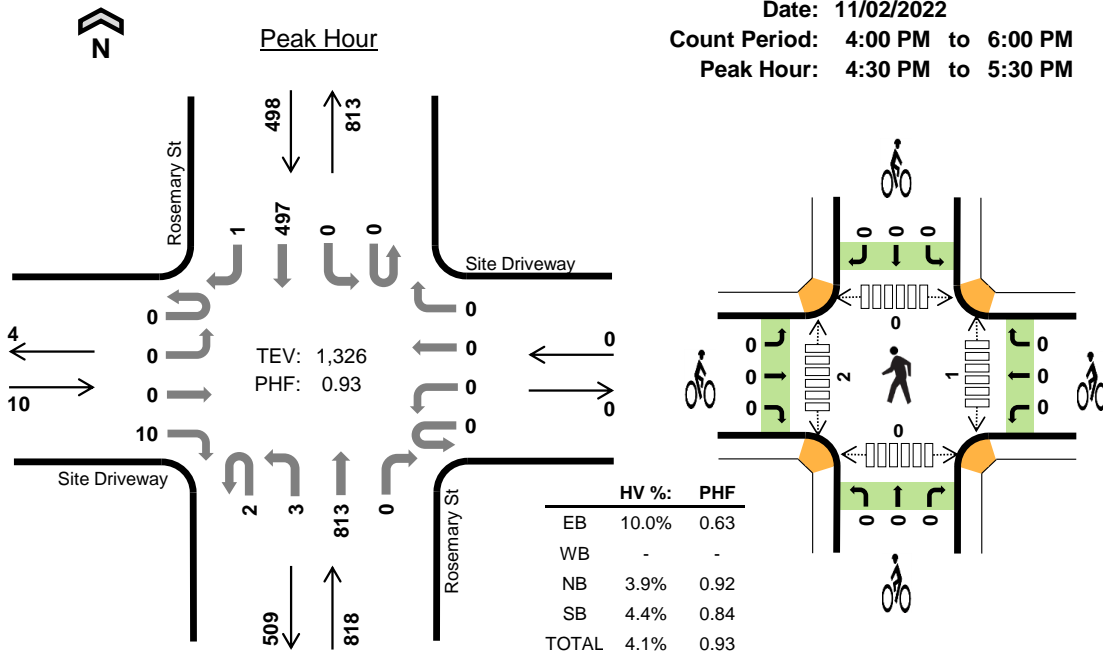 Date: 11/02/2022
Count Period: 4:00 PM to 6:00 PM
Peak Hour: 4:30 PM to 5:30 PM
N
Peak Hour
498
813
Rosemary St
1
497
0
0
Site Driveway
0
0
0
0
4
10
0
0
0
10
TEV: 1,326
PHF: 0.93
0
0
Site Driveway
2
3
813
0
Rosemary St
509
818
0 0 0
0
0
0
0
2
1
0
0
0
0
0
0 0 0
HV %: PHF
EB 10.0% 0.63
WB - -
NB 3.9% 0.92
SB 4.4% 0.84
TOTAL 4.1% 0.93